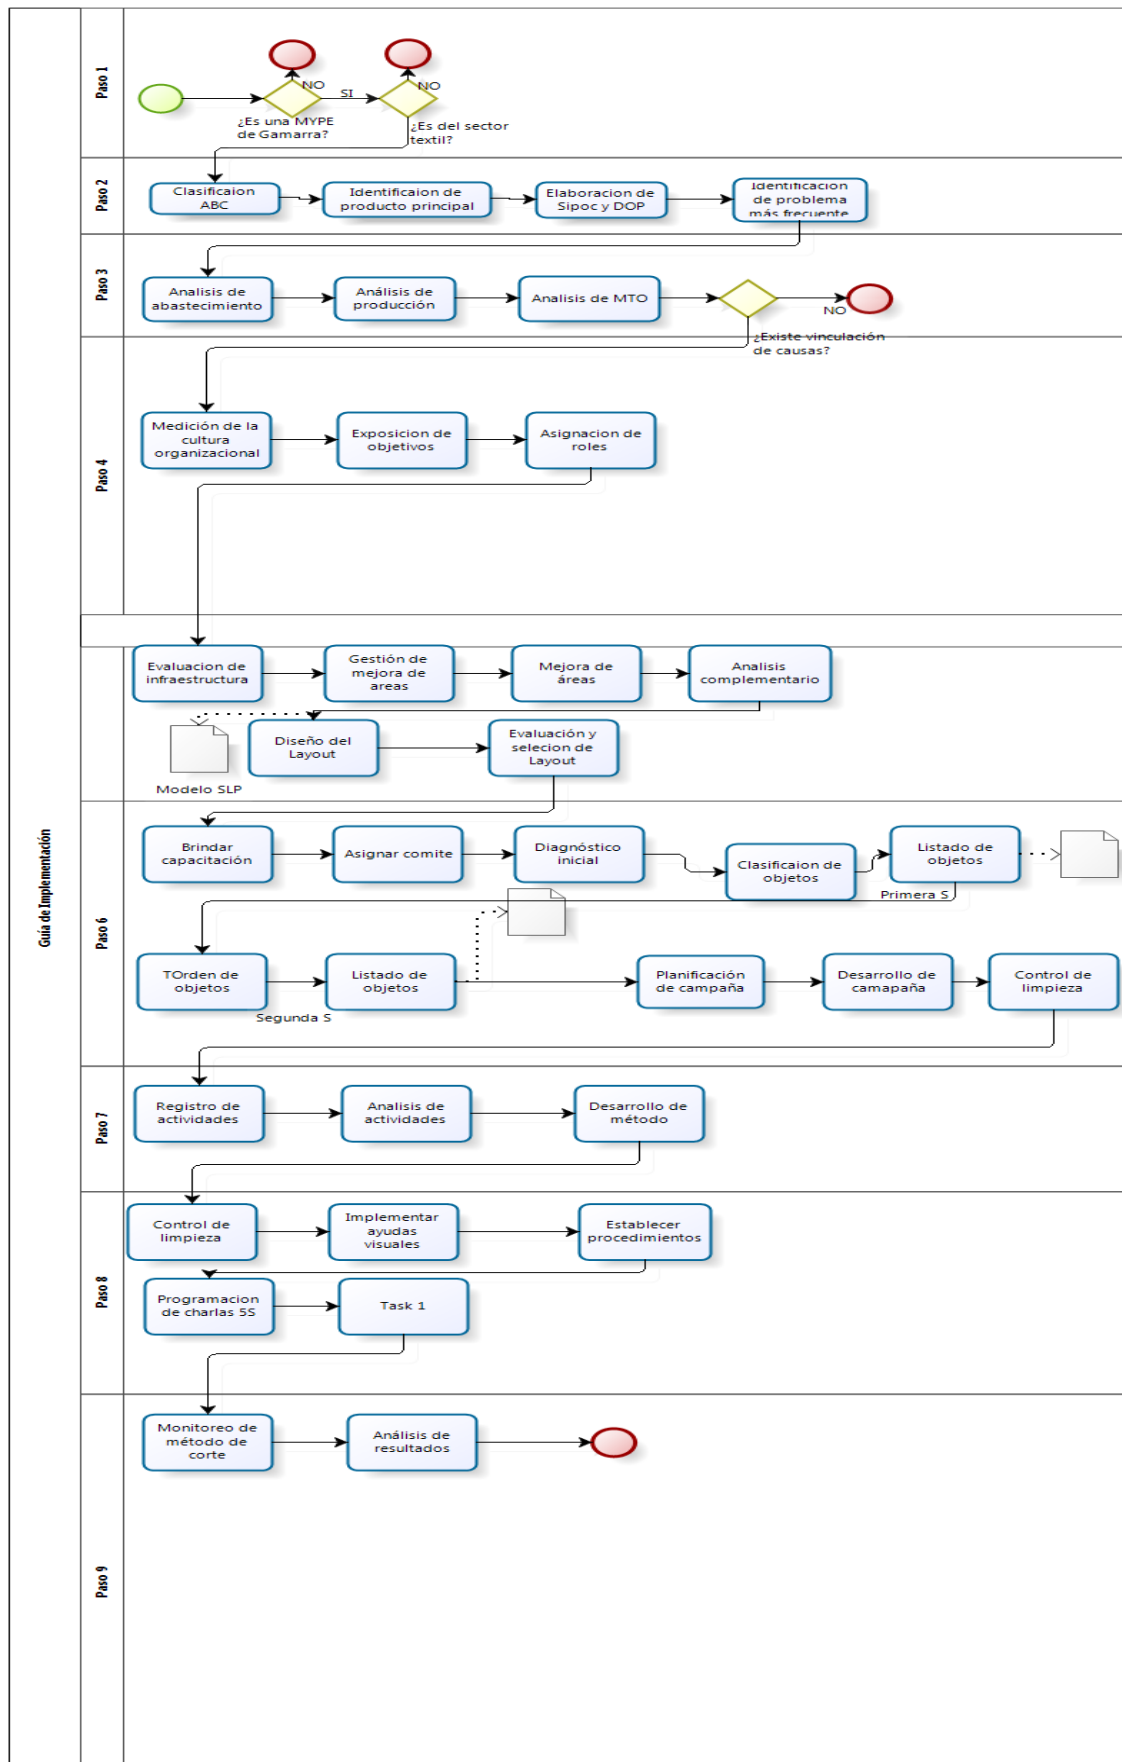 Guía de Implementación
Paso 1
NO
NO
SI
¿Es una MYPE
de Gamarra?
¿Es del sector
textil?
Paso 2
Clasificaion
ABC
Identificaion de
producto principal
Elaboracion de
Sipoc y DOP
Identificacion
de problema
más frecuente
Paso 3
Analisis de
abastecimiento
Análisis de
producción
Analisis de MTO
NO
¿Existe vinculación
de causas?
Paso 4
Medición de la
cultura
organizacional
Exposicion de
objetivos
Asignacion de
roles
Evaluacion de
infraestructura
Gestión de
mejora de
areas
Mejora de
áreas
Analisis
complementario
Modelo SLP
Diseño del
Layout
Evaluación y
selecion de
Layout
Paso 6
Brindar
capacitación
Asignar comite
Diagnóstico
inicial
Clasificaion de
objetos
Listado de
objetos
Primera S
TOrden de
objetos
Segunda S
Listado de
objetos
Planificación
de campaña
Desarrollo de
camapaña
Control de
limpieza
Paso 7
Registro de
actividades
Analisis de
actividades
Desarrollo de
método
Paso 8
Control de
limpieza
Implementar
ayudas
visuales
Establecer
procedimientos
Programacion
de charlas 5S
Task 1
Paso 9
Monitoreo de
método de
corte
Análisis de
resultados